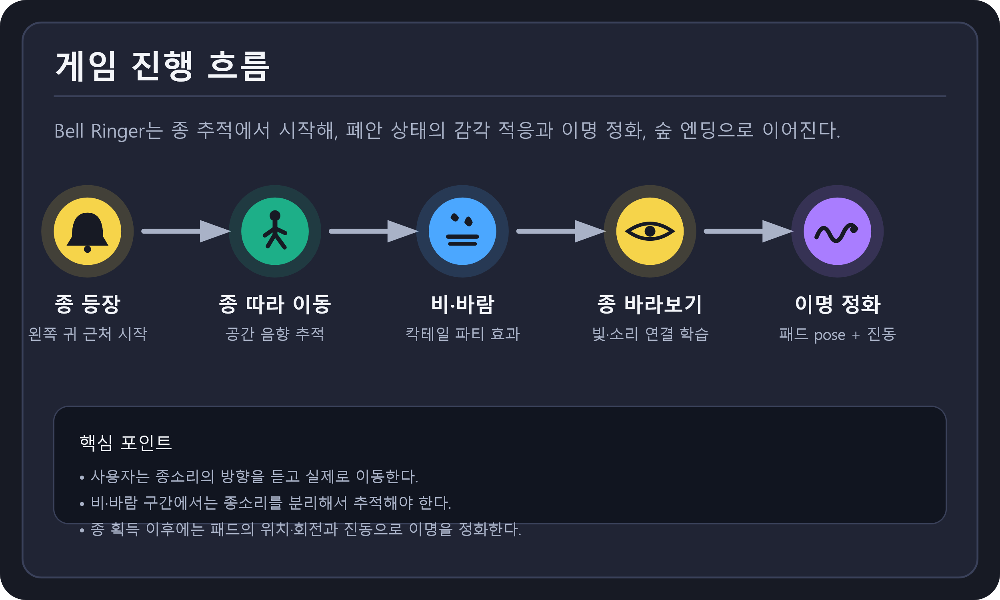 게임 진행 흐름
Bell Ringer는 종 추적에서 시작해, 폐안 상태의 감각 적응과 이명 정화, 숲 엔딩으로 이어진다.
종 등장
왼쪽 귀 근처 시작
종 따라 이동
공간 음향 추적
비·바람
칵테일 파티 효과
종 바라보기
빛·소리 연결 학습
이명 정화
패드 pose + 진동
핵심 포인트
• 사용자는 종소리의 방향을 듣고 실제로 이동한다.
• 비·바람 구간에서는 종소리를 분리해서 추적해야 한다.
• 종 획득 이후에는 패드의 위치·회전과 진동으로 이명을 정화한다.